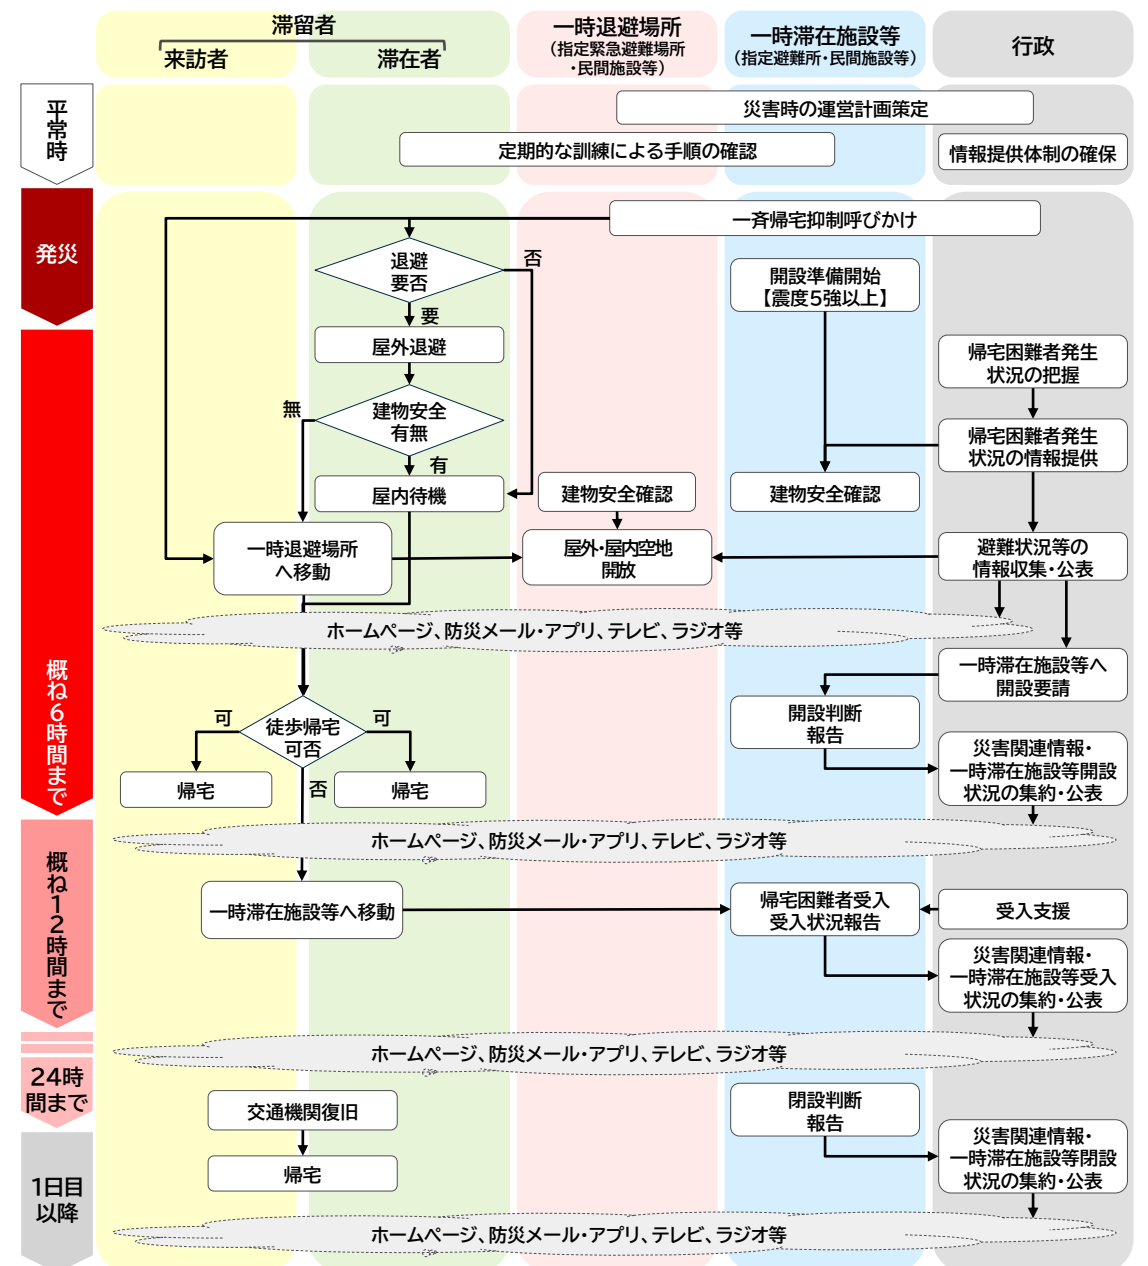 滞留者
来訪者
滞在者
一時退避場所
（指定緊急避難場所
・民間施設等）
一時滞在施設等
（指定避難所・民間施設等）
行政
平常時
災害時の運営計画策定
定期的な訓練による手順の確認
情報提供体制の確保
発災
一斉帰宅抑制呼びかけ
退避
要否
否
要
開設準備開始
【震度5強以上】
屋外退避
帰宅困難者発生
状況の把握
建物安全
有無
無
有
帰宅困難者発生
状況の情報提供
屋内待機
建物安全確認
建物安全確認
一時退避場所
へ移動
屋外・屋内空地
開放
避難状況等の
情報収集・公表
ホームページ、防災メール・アプリ、テレビ、ラジオ等
概ね6時間まで
一時滞在施設等へ
開設要請
開設判断
報告
徒歩帰宅
可否
可
可
否
帰宅
帰宅
災害関連情報・
一時滞在施設等開設
状況の集約・公表
ホームページ、防災メール・アプリ、テレビ、ラジオ等
概ね12時間まで
一時滞在施設等へ移動
帰宅困難者受入
受入状況報告
受入支援
災害関連情報・
一時滞在施設等受入
状況の集約・公表
ホームページ、防災メール・アプリ、テレビ、ラジオ等
24時
間まで
交通機関復旧
閉設判断
報告
帰宅
災害関連情報・
一時滞在施設等閉設
状況の集約・公表
1日目
以降
ホームページ、防災メール・アプリ、テレビ、ラジオ等